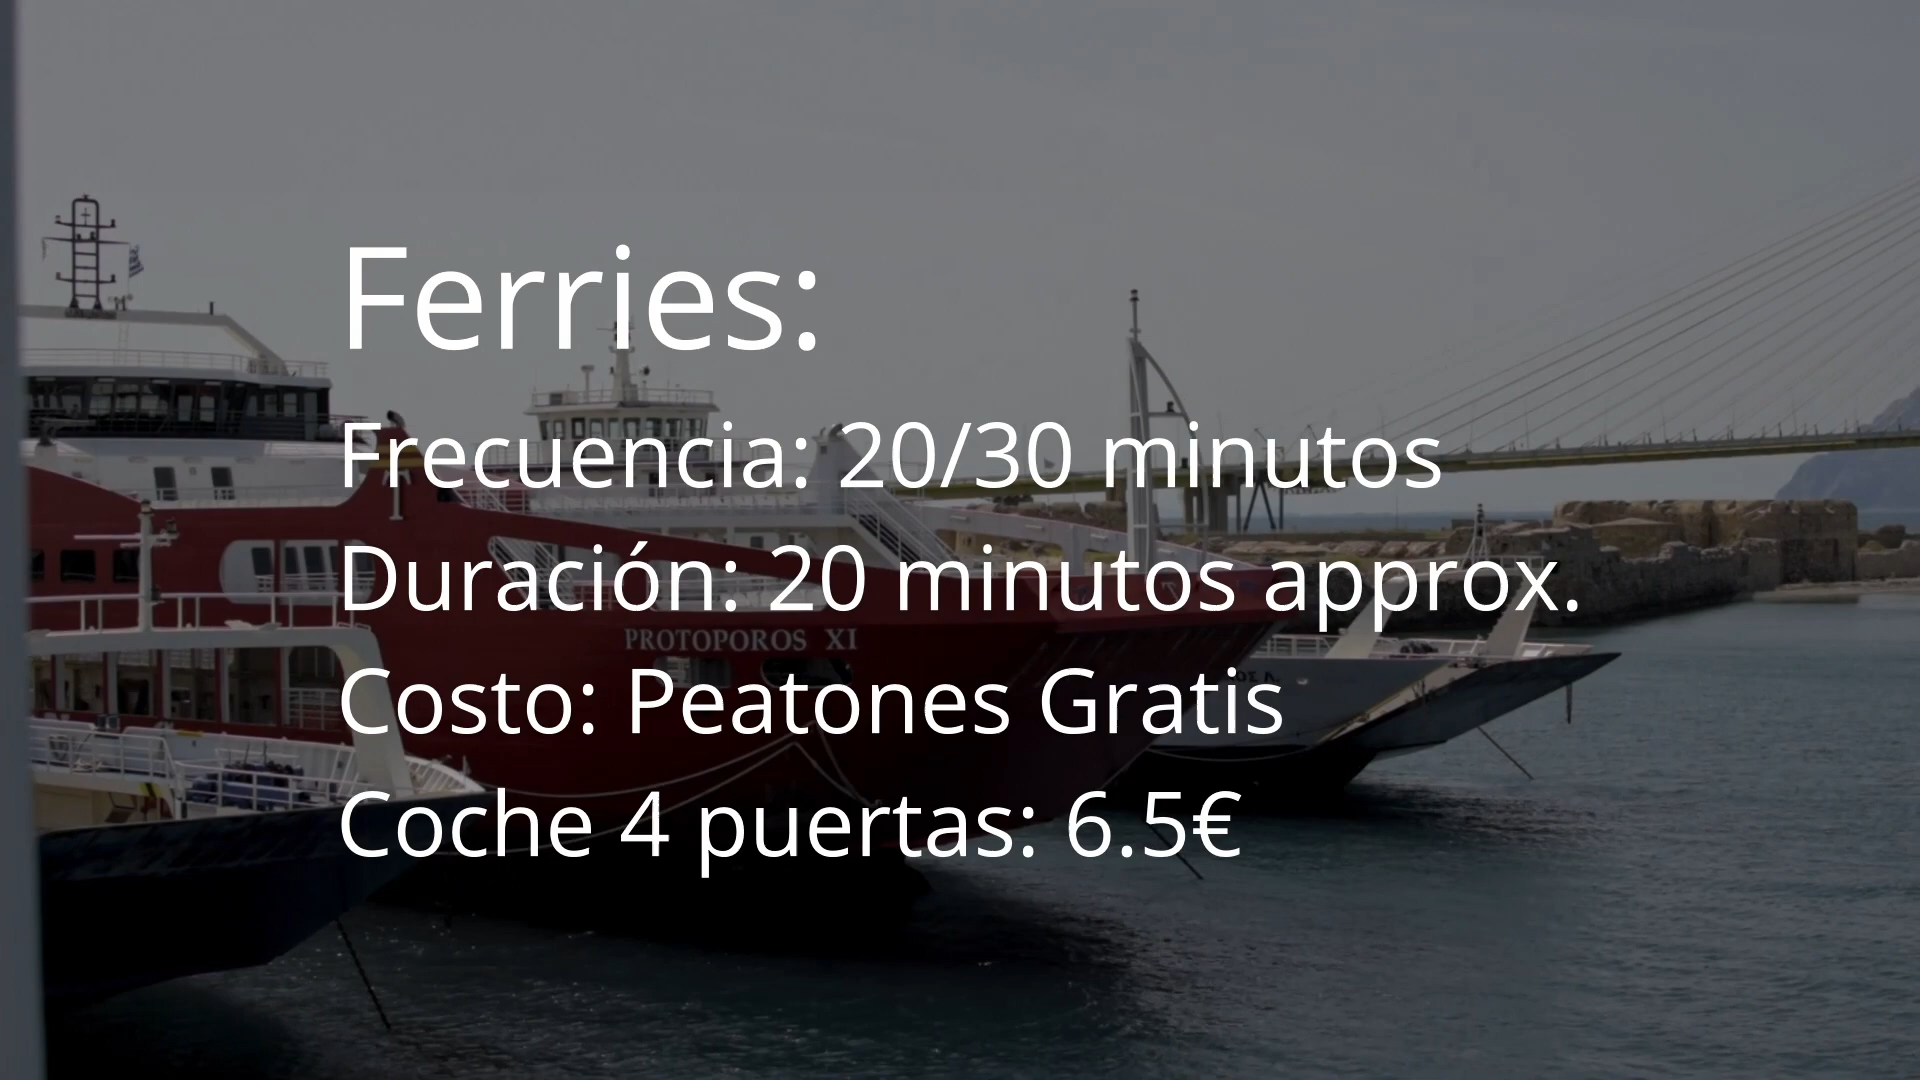 Ferries:
Frecuencia: 20/30 minutos
Duración: 20 minutos approx.
PROTOPOROS XI
Costo: Peatones Gratis
Coche 4 puertas: 6.5€